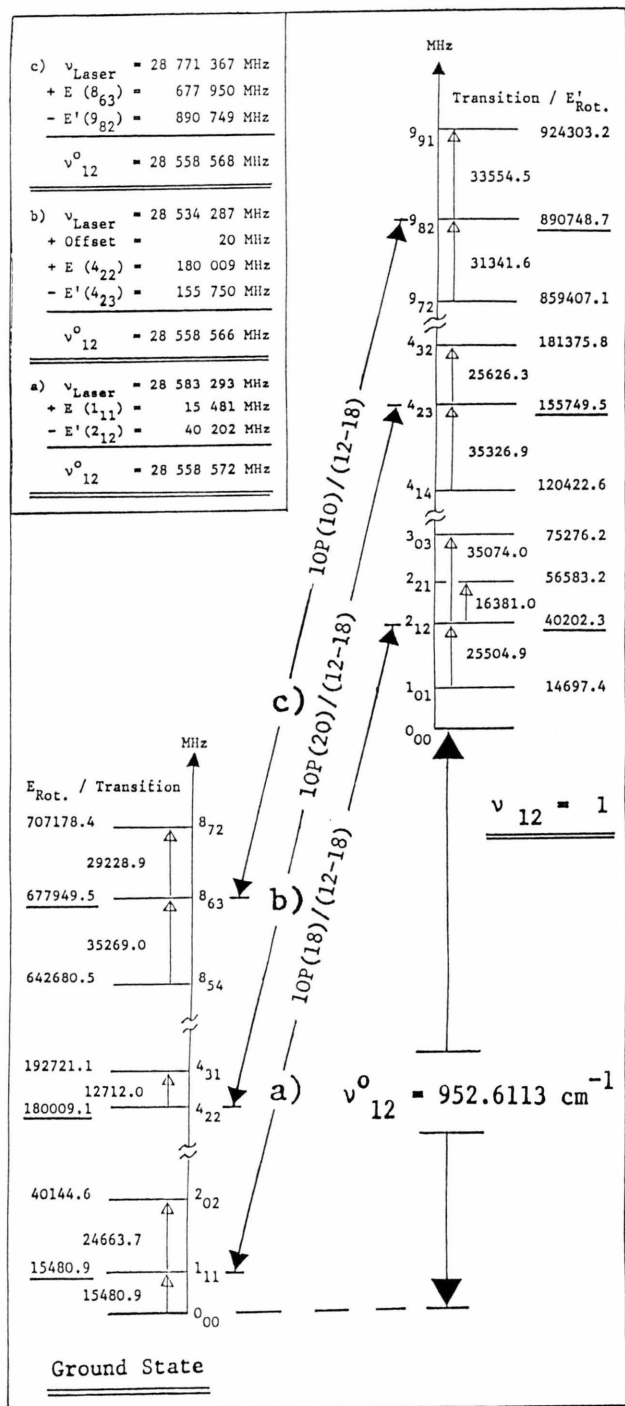 c) νLaser = 28 771 367 MHz
+ E (8₆₃) = 677 950 MHz
- E'(9₈₂) = 890 749 MHz
ν⁰₁₂ = 28 558 568 MHz
b) νLaser = 28 534 287 MHz
+ Offset = 20 MHz
+ E (4₂₂) = 180 009 MHz
- E'(4₂₃) = 155 750 MHz
ν⁰₁₂ = 28 558 566 MHz
a) νLaser = 28 583 293 MHz
+ E (1₁₁) = 15 481 MHz
- E'(2₁₂) = 40 202 MHz
ν⁰₁₂ = 28 558 572 MHz
MHz
Transition / E'Rot.
9₉₁ 924303.2
33554.5
9₈₂ 890748.7
31341.6
9₇₂ 859407.1
4₃₂ 181375.8
25626.3
4₂₃ 155749.5
35326.9
4₁₄ 120422.6
3₀₃ 75276.2
35074.0
2₂₁ 56583.2
16381.0
2₁₂ 40202.3
25504.9
1₀₁ 14697.4
0₀₀
ν₁₂ = 1
c) 10P(10)/(12-18)
b) 10P(20)/(12-18)
a) 10P(18)/(12-18)
MHz
ERot. / Transition
707178.4 8₇₂
29228.9
677949.5 8₆₃
35269.0
642680.5 8₅₄
192721.1 4₃₁
12712.0
180009.1 4₂₂
40144.6 2₀₂
24663.7
15480.9 1₁₁
15480.9
0₀₀
ν⁰₁₂ = 952.6113 cm⁻¹
Ground State